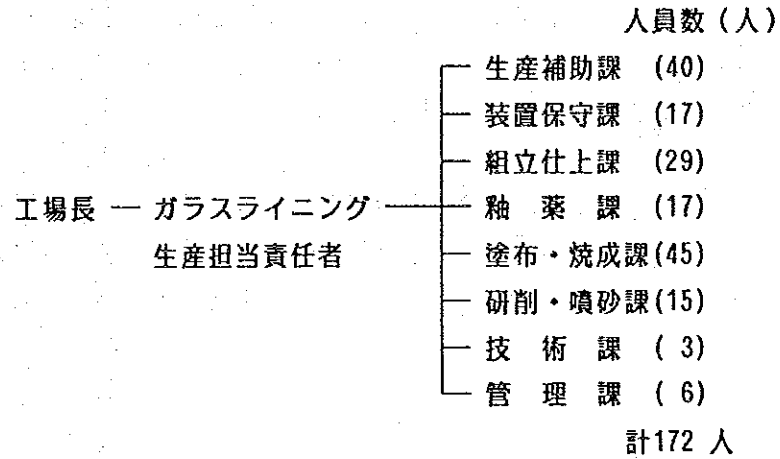 人員数（人）
生産補助課 (40)
装置保守課 (17)
組立仕上課 (29)
工場長 ― ガラスライニング ― 釉薬課 (17)
生産担当責任者 塗布・焼成課(45)
研削・噴砂課(15)
技術課 ( 3)
管理課 ( 6)
計172 人